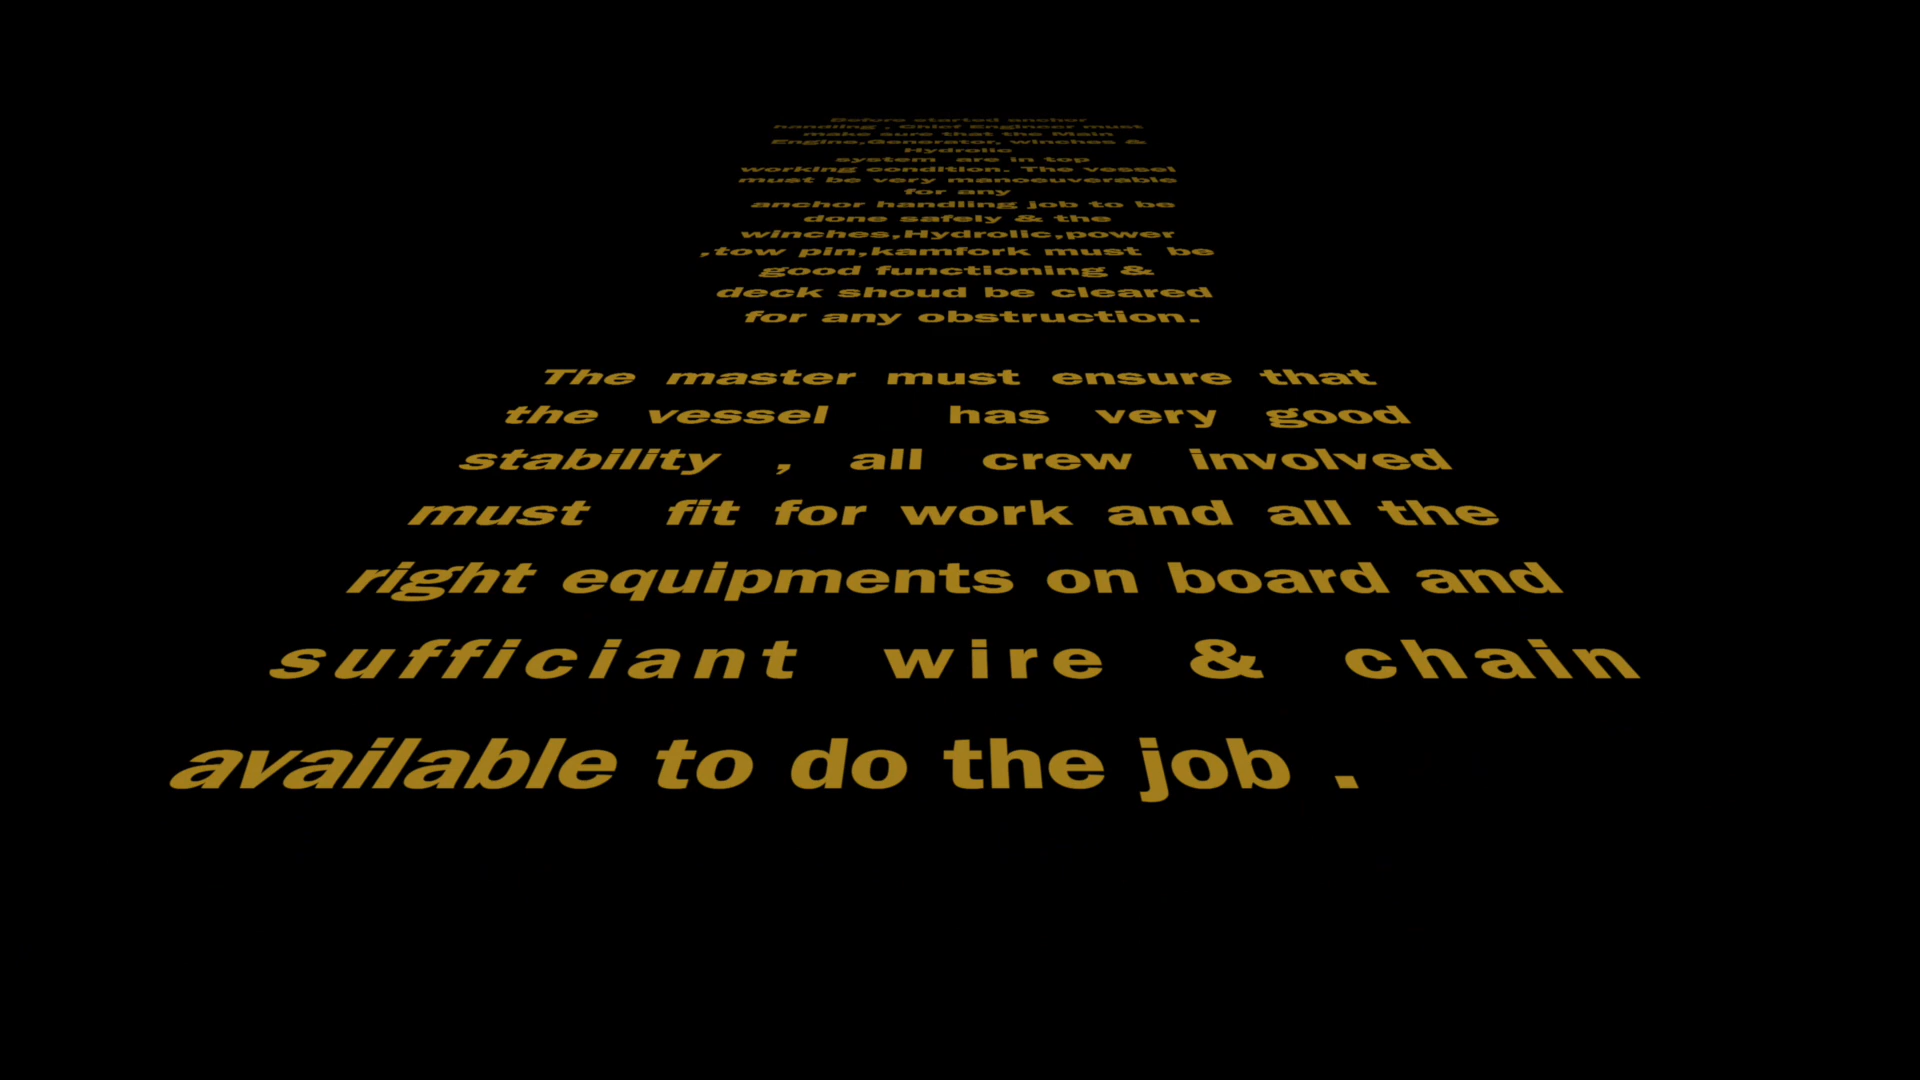 Before started anchor
handling , Chief Engineer must
make sure that the Main
Engine,Generator, winches &
Hydrolic
system are in top
working condition. The vessel
must be very manoeuverable
for any
anchor handling job to be
done safely & the
winches,Hydrolic,power
,tow pin,kamfork must be
good functioning &
deck shoud be cleared
for any obstruction.
The master must ensure that
the vessel has very good
stability , all crew involved
must fit for work and all the
right equipments on board and
sufficiant wire & chain
available to do the job .